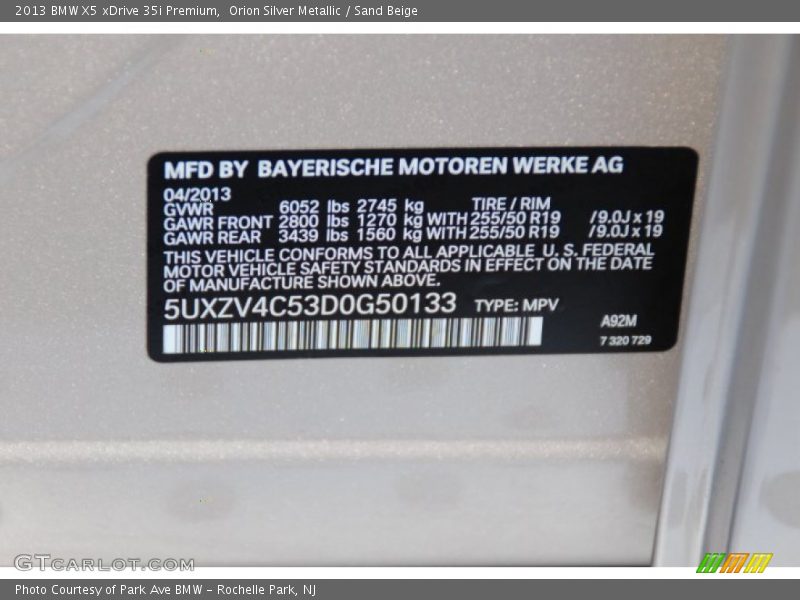 2013 BMW X5 xDrive 35i Premium,  Orion Silver Metallic / Sand Beige
MFD BY BAYERISCHE MOTOREN WERKE AG
04/2013
GVWR 6052 lbs 2745 kg TIRE / RIM
GAWR FRONT 2800 lbs 1270 kg WITH 255/50 R19 /9.0J x 19
GAWR REAR 3439 lbs 1560 kg WITH 255/50 R19 /9.0J x 19
THIS VEHICLE CONFORMS TO ALL APPLICABLE U. S. FEDERAL
MOTOR VEHICLE SAFETY STANDARDS IN EFFECT ON THE DATE
OF MANUFACTURE SHOWN ABOVE.
5UXZV4C53D0G50133 TYPE: MPV
A92M
7 320 729
GTCARLOT.COM
Photo Courtesy of Park Ave BMW - Rochelle Park, NJ